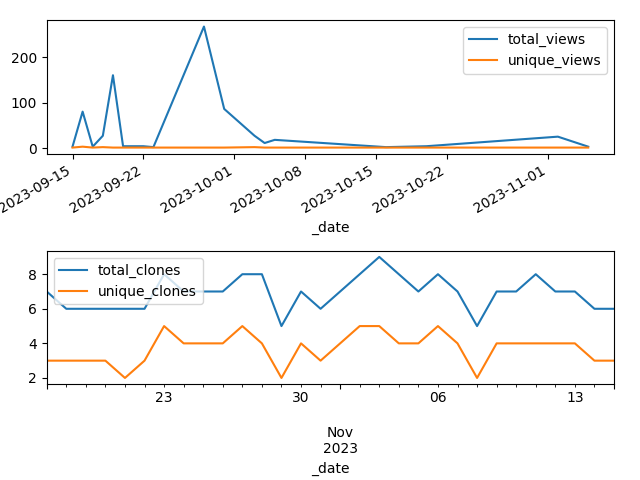 200
100
0
total_views
unique_views
2023-09-15
2023-09-22
2023-10-01
2023-10-08
2023-10-15
2023-10-22
2023-11-01
_date
8
6
4
2
total_clones
unique_clones
23
30
06
13
Nov
2023
_date